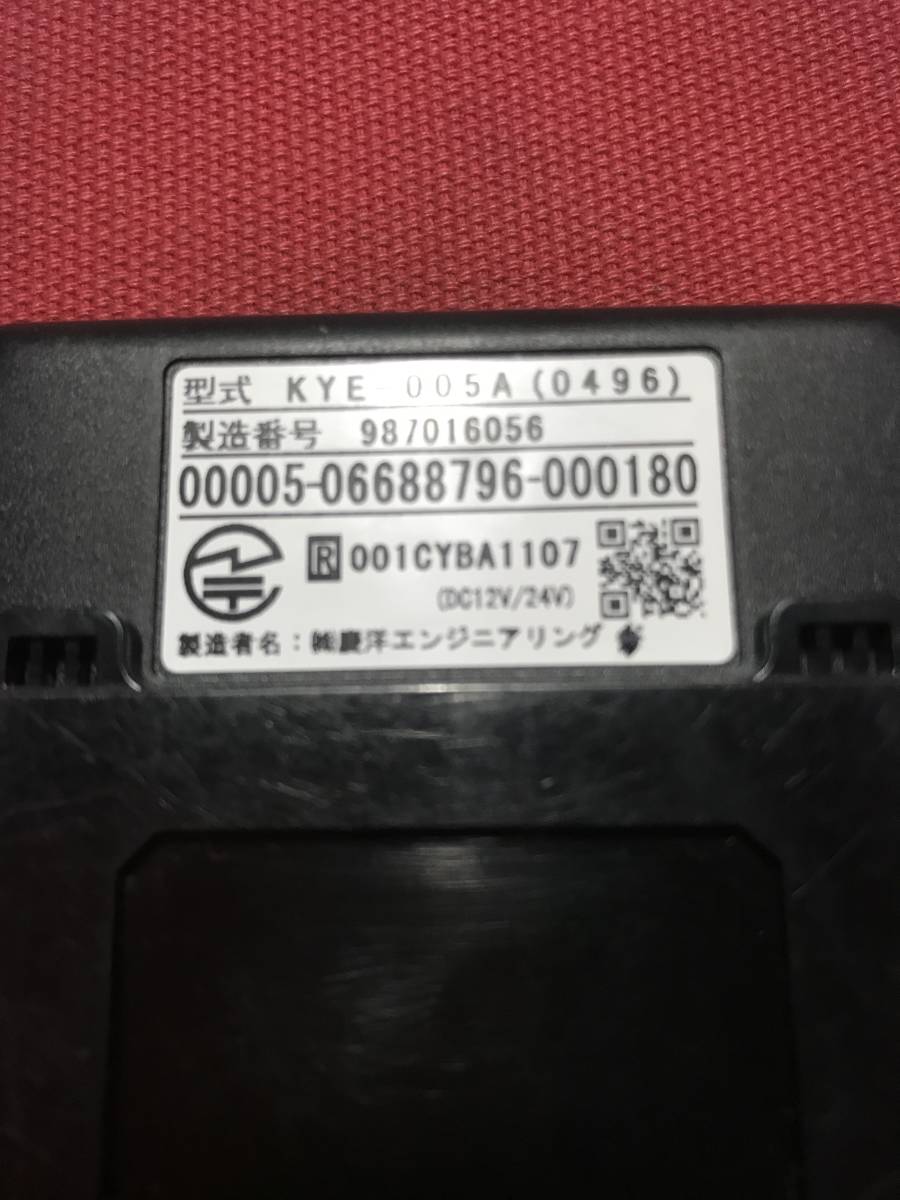 型式 KYE-005A(0496)
製造番号 987016056
00005-06688796-000180
R 001CYBA1107
(DC12V/24V)
製造者名:㈱慶洋エンジニアリング